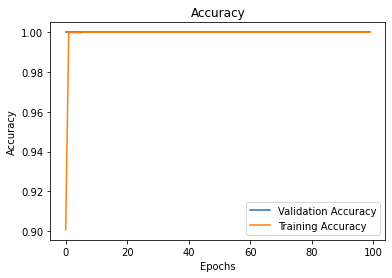 Accuracy
1.00
0.98
0.96
0.94
0.92
0.90
Accuracy
0 20 40 60 80 100
Epochs
Validation Accuracy
Training Accuracy